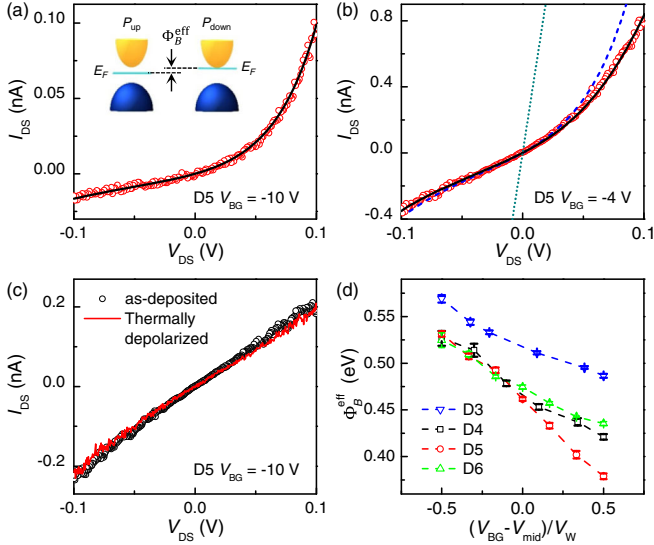 (a)
0.10
0.05
0.00
I_DS (nA)
P_up
P_down
Φ_B^eff
E_F
E_F
D5 V_BG = -10 V
-0.1
0.0
0.1
V_DS (V)
(b)
0.8
0.4
0.0
-0.4
I_DS (nA)
D5 V_BG = -4 V
-0.1
0.0
0.1
V_DS (V)
(c)
0.2
0.0
-0.2
I_DS (nA)
as-deposited
Thermally
depolarized
D5 V_BG = -10 V
-0.1
0.0
0.1
V_DS (V)
(d)
0.55
0.50
0.45
0.40
Φ_B^eff (eV)
D3
D4
D5
D6
-0.5
0.0
0.5
(V_BG-V_mid)/V_W